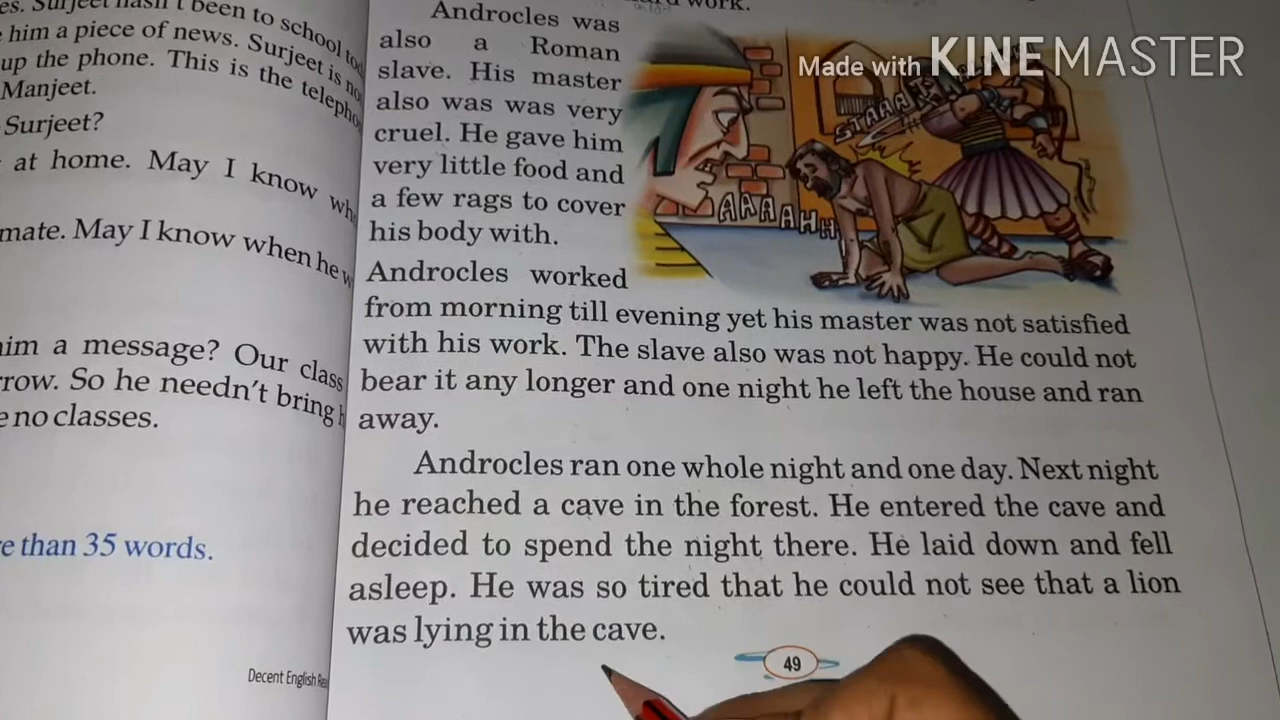 es. Surjeet hasn't been to school
him a piece of news. Surjeet is
up the phone. This is the
Manjeet.
Surjeet?
at home. May I know
mate. May I know when he
him a message? Our class
row. So he needn't bring
no classes.
than 35 words.
Decent English
work.
Androcles was
also a Roman
slave. His master
also was was very
cruel. He gave him
very little food and
a few rags to cover
his body with.
Androcles worked
from morning till evening yet his master was not satisfied
with his work. The slave also was not happy. He could not
bear it any longer and one night he left the house and ran
away.
Androcles ran one whole night and one day. Next night
he reached a cave in the forest. He entered the cave and
decided to spend the night there. He laid down and fell
asleep. He was so tired that he could not see that a lion
was lying in the cave.
49
AAAAHH
Made with KINEMASTER